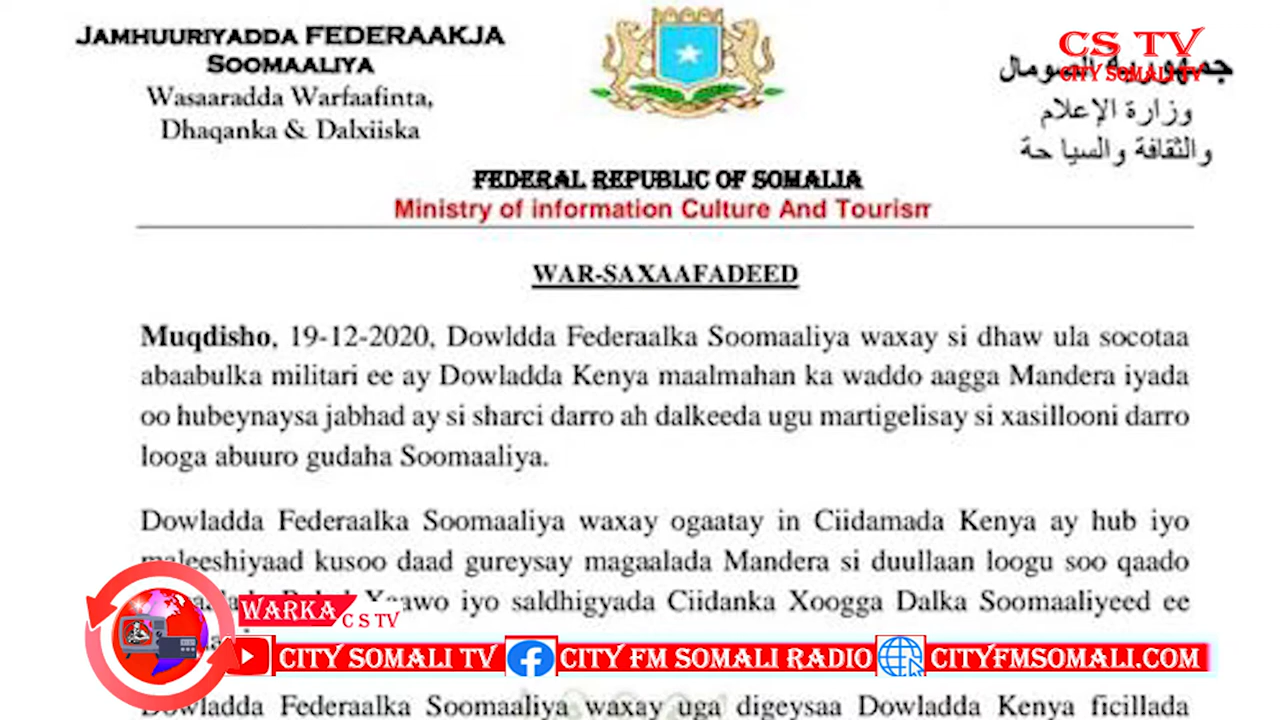 JAMHUURIYADDA FEDERAAKJA
SOOMAALIYA
Wasaaradda Warfaafinta,
Dhaqanka & Dalxiiska
CS TV
CITY SOMALI TV
جمهورية الصومال
وزارة الإعلام
والثقافة والسياحة
FEDERAL REPUBLIC OF SOMALIA
Ministry of information Culture And Tourism
WAR-SAXAAFADEED
Muqdisho, 19-12-2020, Dowldda Federaalka Soomaaliya waxay si dhaw ula socotaa
abaabulka militari ee ay Dowladda Kenya maalmahan ka waddo aagga Mandera iyada
oo hubeynaysa jabhad ay si sharci darro ah dalkeeda ugu martigelisay si xasillooni darro
looga abuuro gudaha Soomaaliya.
Dowladda Federaalka Soomaaliya waxay ogaatay in Ciidamada Kenya ay hub iyo
maleeshiyaad kusoo daad gureysay magaalada Mandera si duullaan loogu soo qaado
iyo saldhigyada Ciidanka Xoogga Dalka Soomaaliyeed ee
WARKA
C S TV
CITY SOMALI TV
CITY FM SOMALI RADIO
CITYFMSOMALI.COM
Dowladda Federaalka Soomaaliya waxay uga digeysaa Dowladda Kenya ficillada